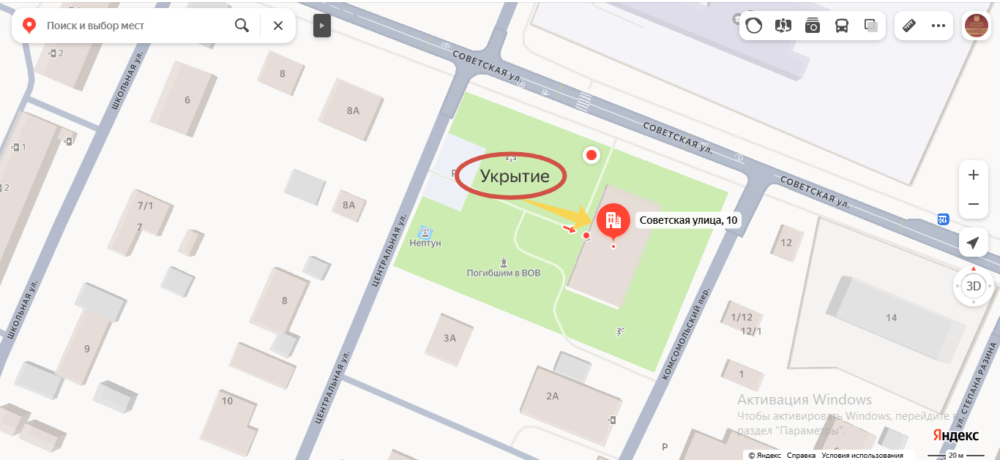 Поиск и выбор мест
2
ШКОЛЬНАЯ УЛ.
8
6
8А
СОВЕТСКАЯ УЛ.
СОВЕТСКАЯ УЛ.
СОВЕТСКАЯ УЛ.
1
2
Р
Укрытие
7/1
7
8А
Советская улица, 10
Нептун
12
ЦЕНТРАЛЬНАЯ УЛ.
Погибшим в ВОВ
3D
ШКОЛЬНАЯ УЛ.
8
14
1/12
12/1
3А
КОМСОМОЛЬСКИЙ ПЕР.
9
ЦЕНТРАЛЬНАЯ УЛ.
1
УЛ. СТЕПАНА РАЗИНА
2А
10
Активация Windows
Чтобы активировать Windows, перейдите в
раздел "Параметры".
Яндекс
Р
6
© Яндекс Справка Условия использования
20 м